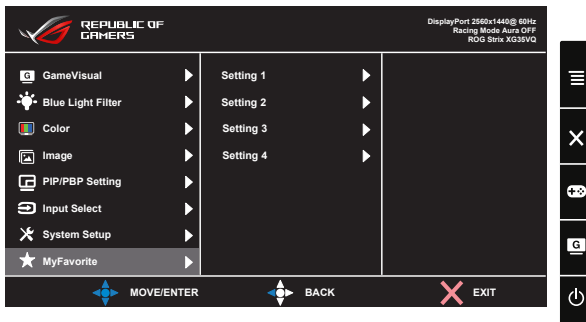 REPUBLIC OF
GAMERS
DisplayPort 2560x1440@ 60Hz
Racing Mode Aura OFF
ROG Strix XG35VQ
G GameVisual
Blue Light Filter
Color
Image
PIP/PBP Setting
Input Select
System Setup
MyFavorite
Setting 1
Setting 2
Setting 3
Setting 4
MOVE/ENTER
BACK
EXIT
G